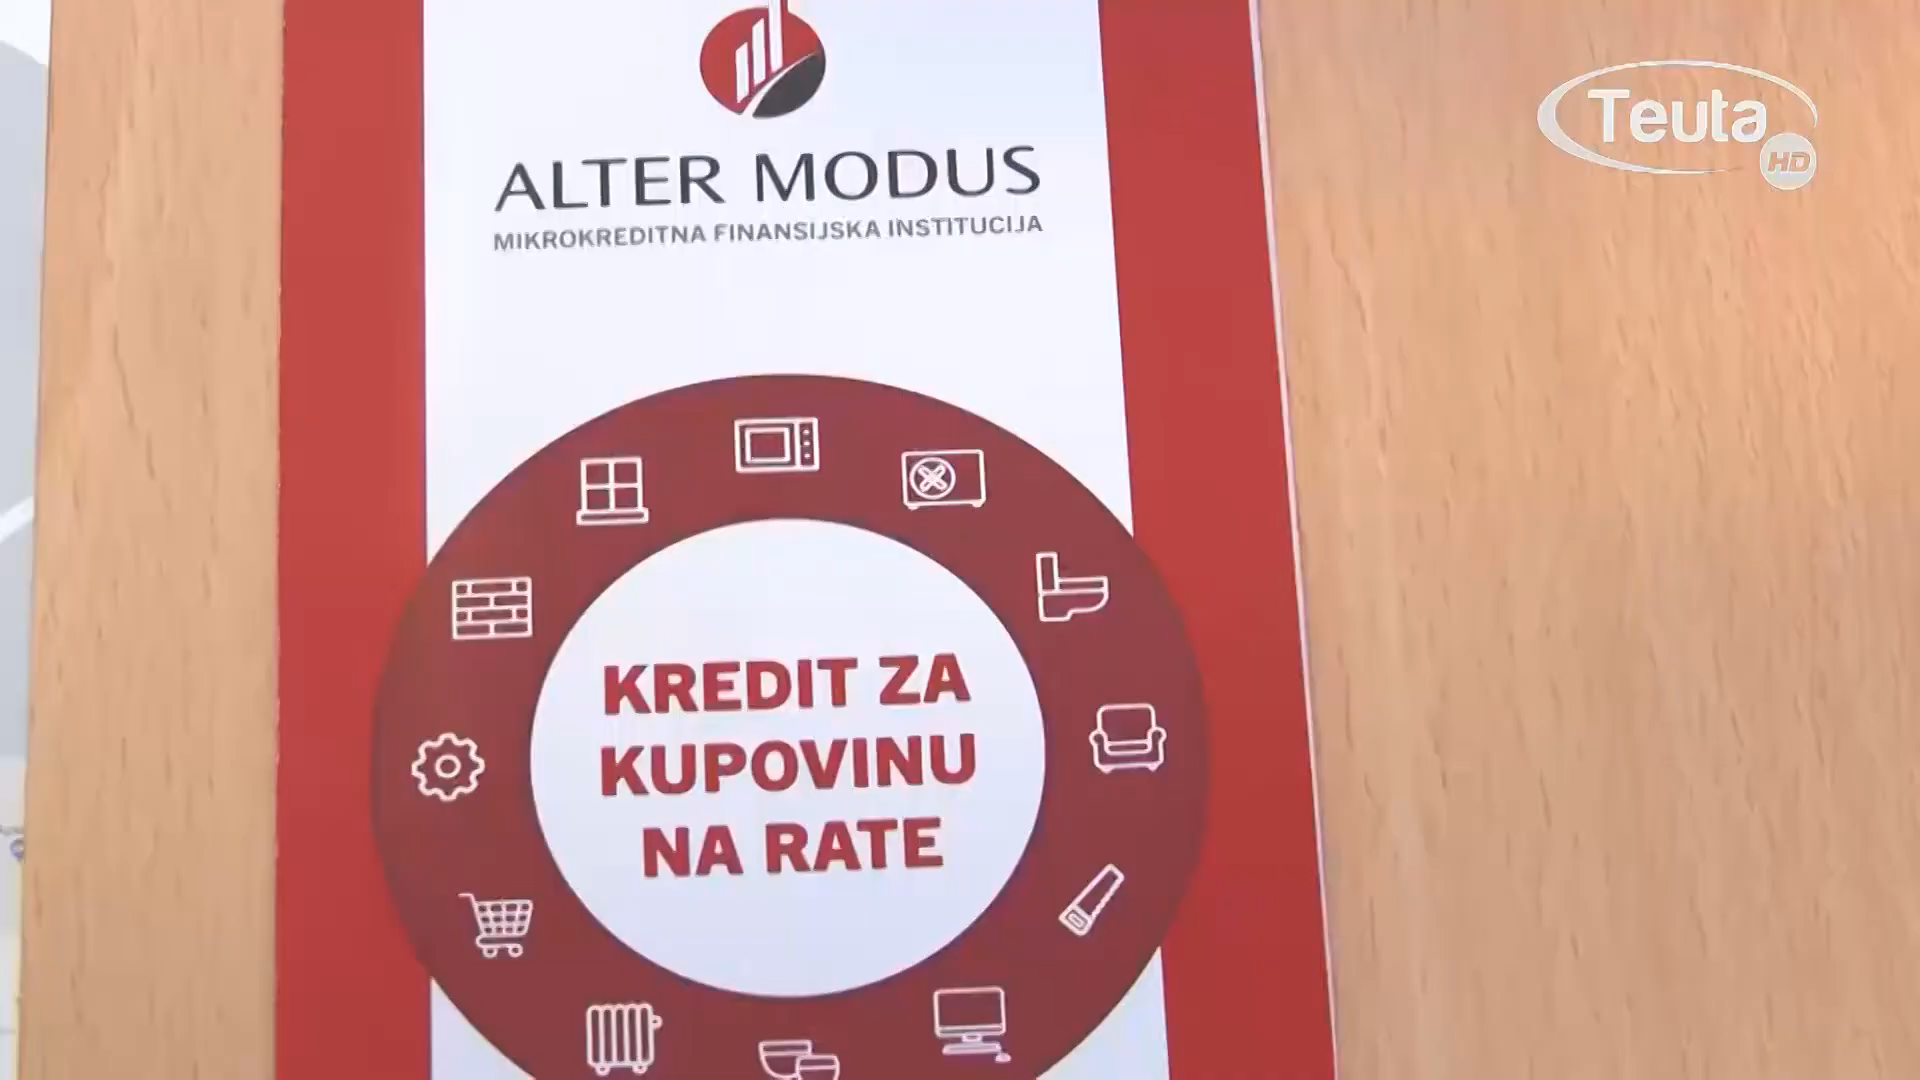 Teuta
HD
ALTER MODUS
MIKROKREDITNA FINANSIJSKA INSTITUCIJA
KREDIT ZA
KUPOVINU
NA RATE